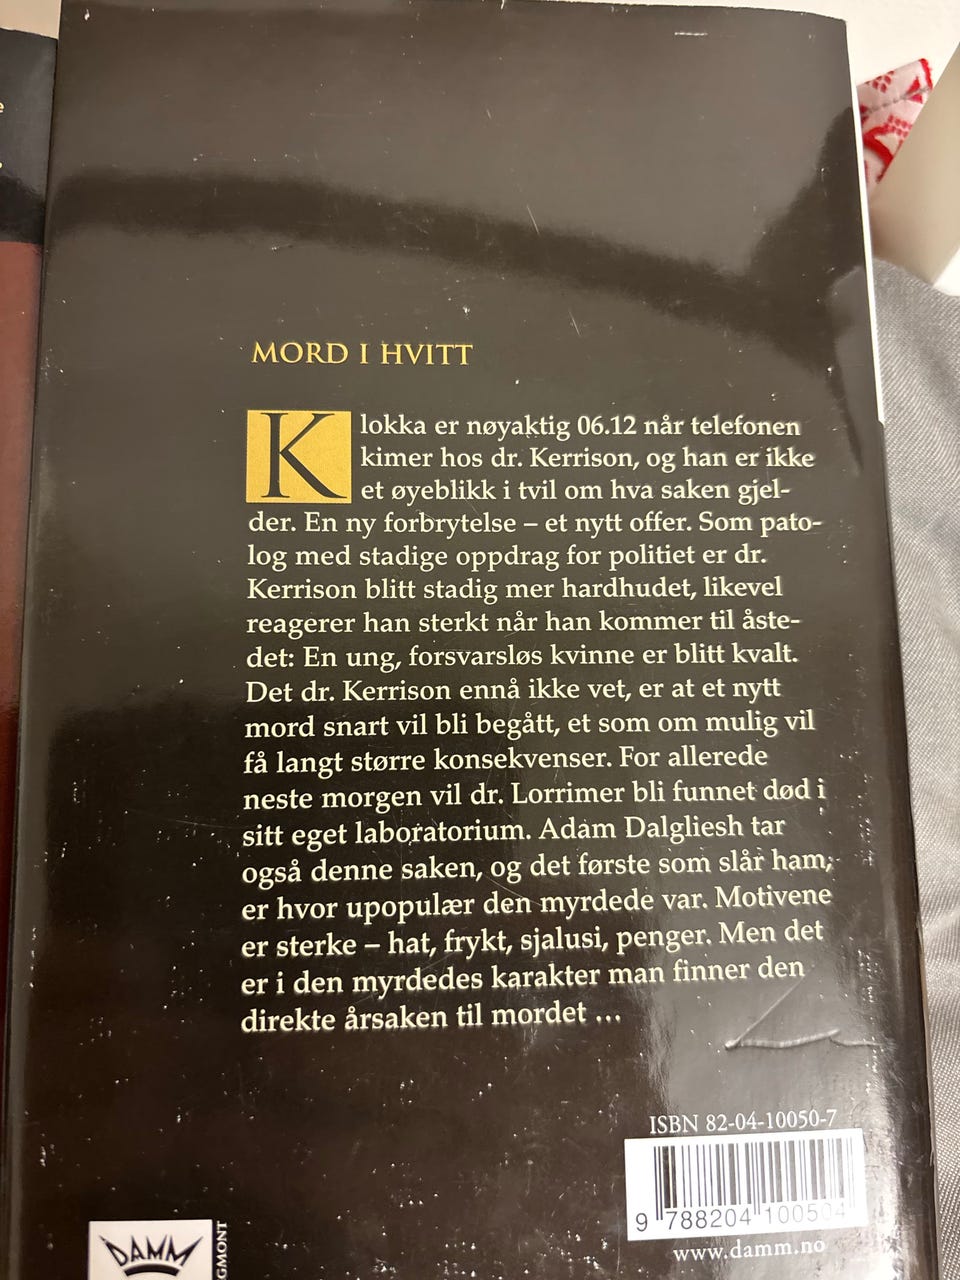 MORD I HVITT
Klokka er nøyaktig 06.12 når telefonen
kimer hos dr. Kerrison, og han er ikke
et øyeblikk i tvil om hva saken gjel-
der. En ny forbrytelse – et nytt offer. Som pato-
log med stadige oppdrag for politiet er dr.
Kerrison blitt stadig mer hardhudet, likevel
reagerer han sterkt når han kommer til åste-
det: En ung, forsvarsløs kvinne er blitt kvalt.
Det dr. Kerrison ennå ikke vet, er at et nytt
mord snart vil bli begått, et som om mulig vil
få langt større konsekvenser. For allerede
neste morgen vil dr. Lorrimer bli funnet død i
sitt eget laboratorium. Adam Dalgliesh tar
også denne saken, og det første som slår ham,
er hvor upopulær den myrdede var. Motivene
er sterke – hat, frykt, sjalusi, penger. Men det
er i den myrdedes karakter man finner den
direkte årsaken til mordet ...
ISBN 82-04-10050-7
9 788204 100504
www.damm.no
DAMM
GMONT